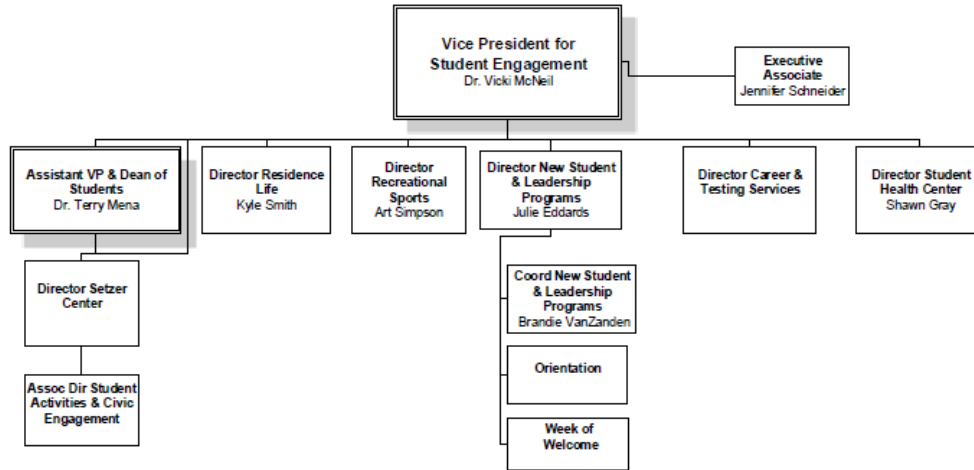 Vice President for
Student Engagement
Dr. Vicki McNeil
Executive
Associate
Jennifer Schneider
Assistant VP & Dean of
Students
Dr. Terry Mena
Director Residence
Life
Kyle Smith
Director
Recreational
Sports
Art Simpson
Director New Student
& Leadership
Programs
Julie Eddards
Director Career &
Testing Services
Director Student
Health Center
Shawn Gray
Director Setzer
Center
Coord New Student
& Leadership
Programs
Brandie VanZanden
Orientation
Assoc Dir Student
Activities & Civic
Engagement
Week of
Welcome